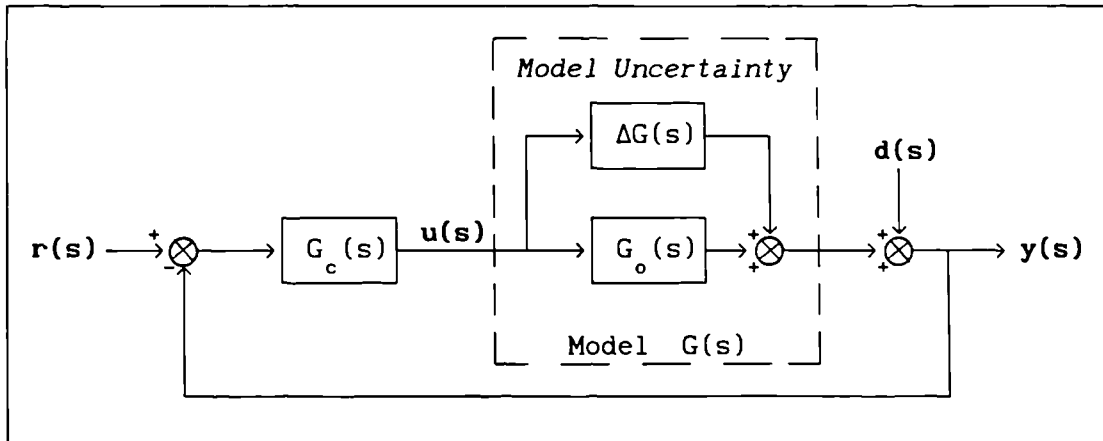 Model Uncertainty
ΔG(s)
d(s)
r(s)
+
-
G_c(s)
u(s)
G_o(s)
+
+
+
+
y(s)
Model G(s)